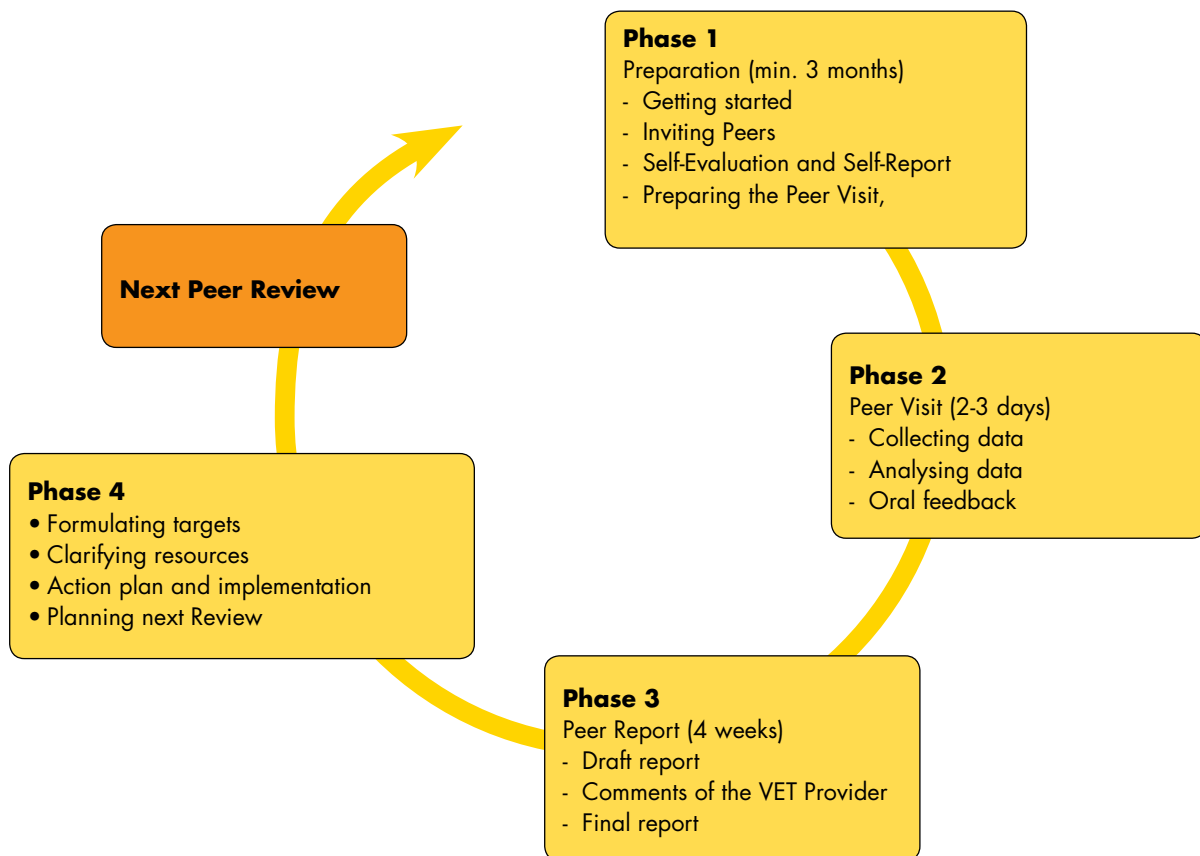 Phase 1
Preparation (min. 3 months)
- Getting started
- Inviting Peers
- Self-Evaluation and Self-Report
- Preparing the Peer Visit,
Next Peer Review
Phase 2
Peer Visit (2-3 days)
- Collecting data
- Analysing data
- Oral feedback
Phase 4
• Formulating targets
• Clarifying resources
• Action plan and implementation
• Planning next Review
Phase 3
Peer Report (4 weeks)
- Draft report
- Comments of the VET Provider
- Final report